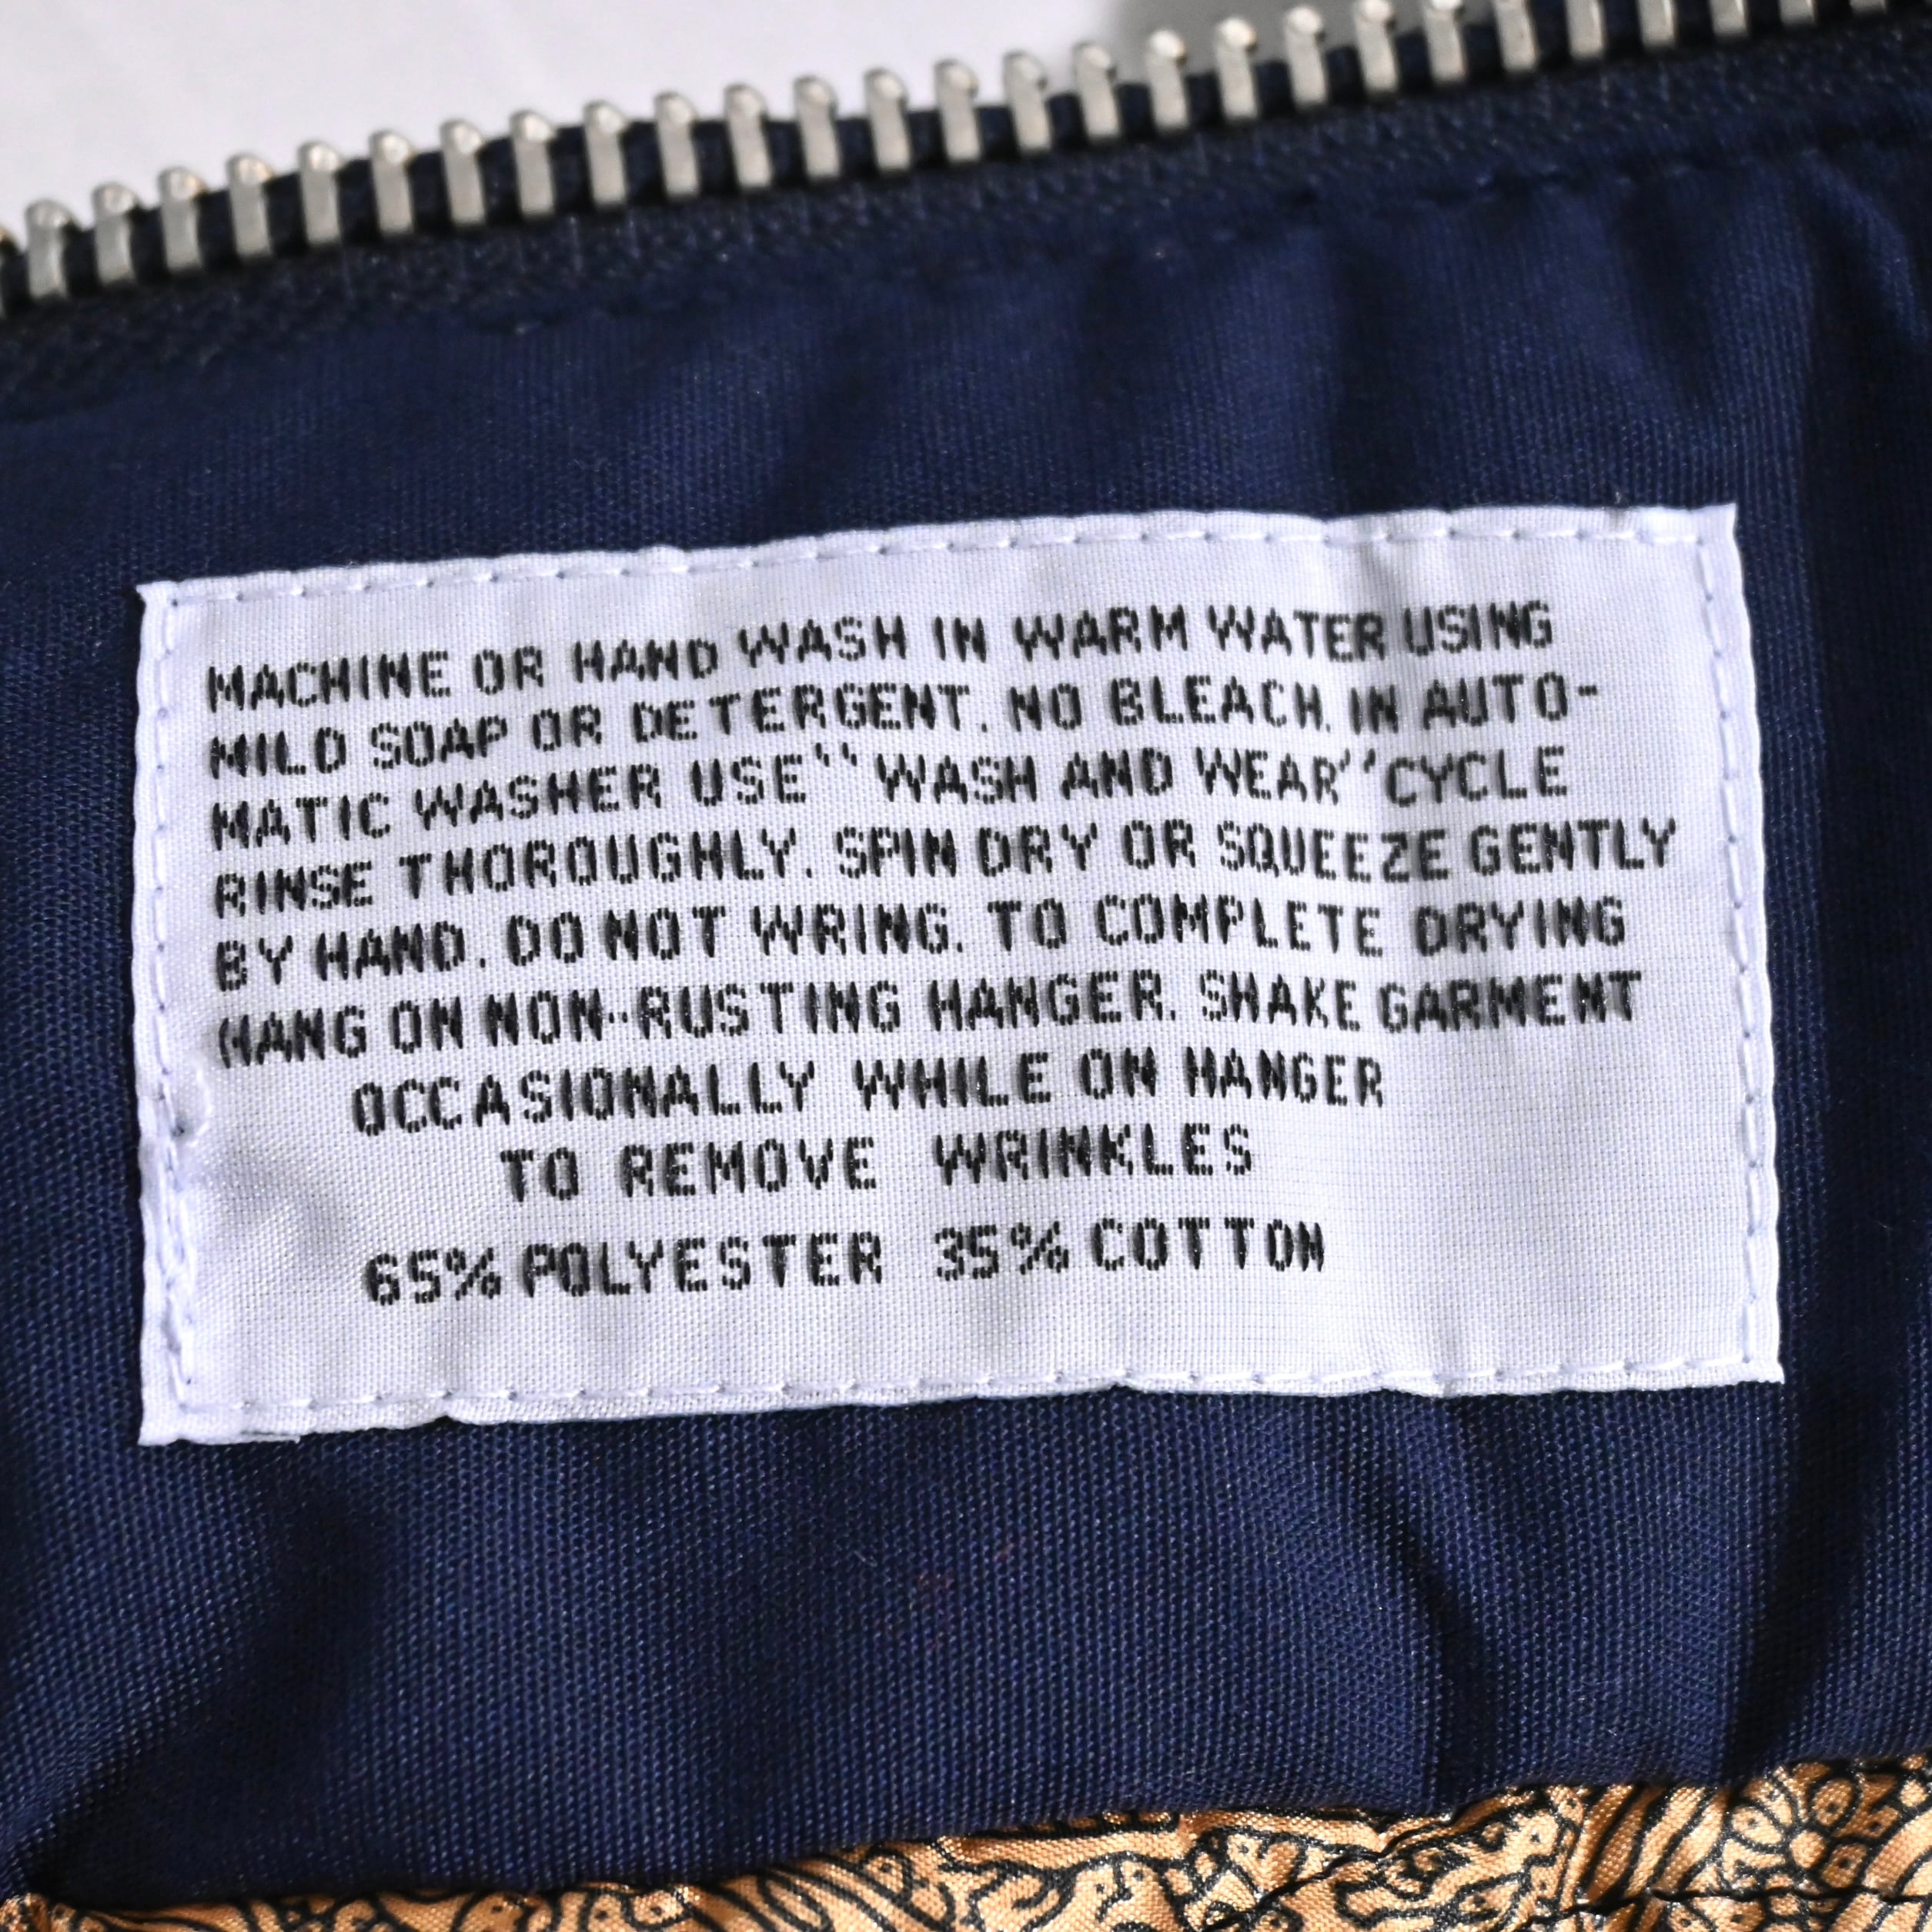 MACHINE OR HAND WASH IN WARM WATER USING
MILD SOAP OR DETERGENT. NO BLEACH. IN AUTO-
MATIC WASHER USE “WASH AND WEAR” CYCLE
RINSE THOROUGHLY. SPIN DRY OR SQUEEZE GENTLY
BY HAND. DO NOT WRING. TO COMPLETE DRYING
HANG ON NON-RUSTING HANGER. SHAKE GARMENT
OCCASIONALLY WHILE ON HANGER
TO REMOVE WRINKLES
65% POLYESTER 35% COTTON